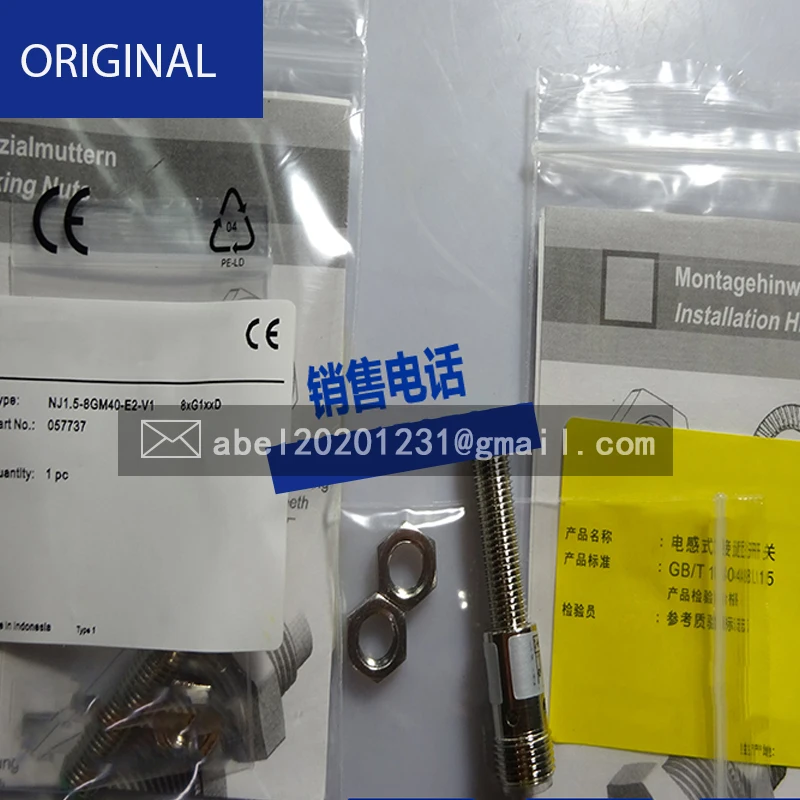 ORIGINAL
zialmuttern
king Nuts
CE
04
PE-LD
CE
Montagehinw
Installation H
销售电话
ype: NJ1.5-8GM40-E2-V1 8xG1xxD
art No.: 057737
abel20201231@gmail.com
uantity: 1 pc
ng
eeth
产品名称 : 电感式 关
产品标准 : GB/T
产品检验
检验员 : 参考质
e in Indonesia Type 1